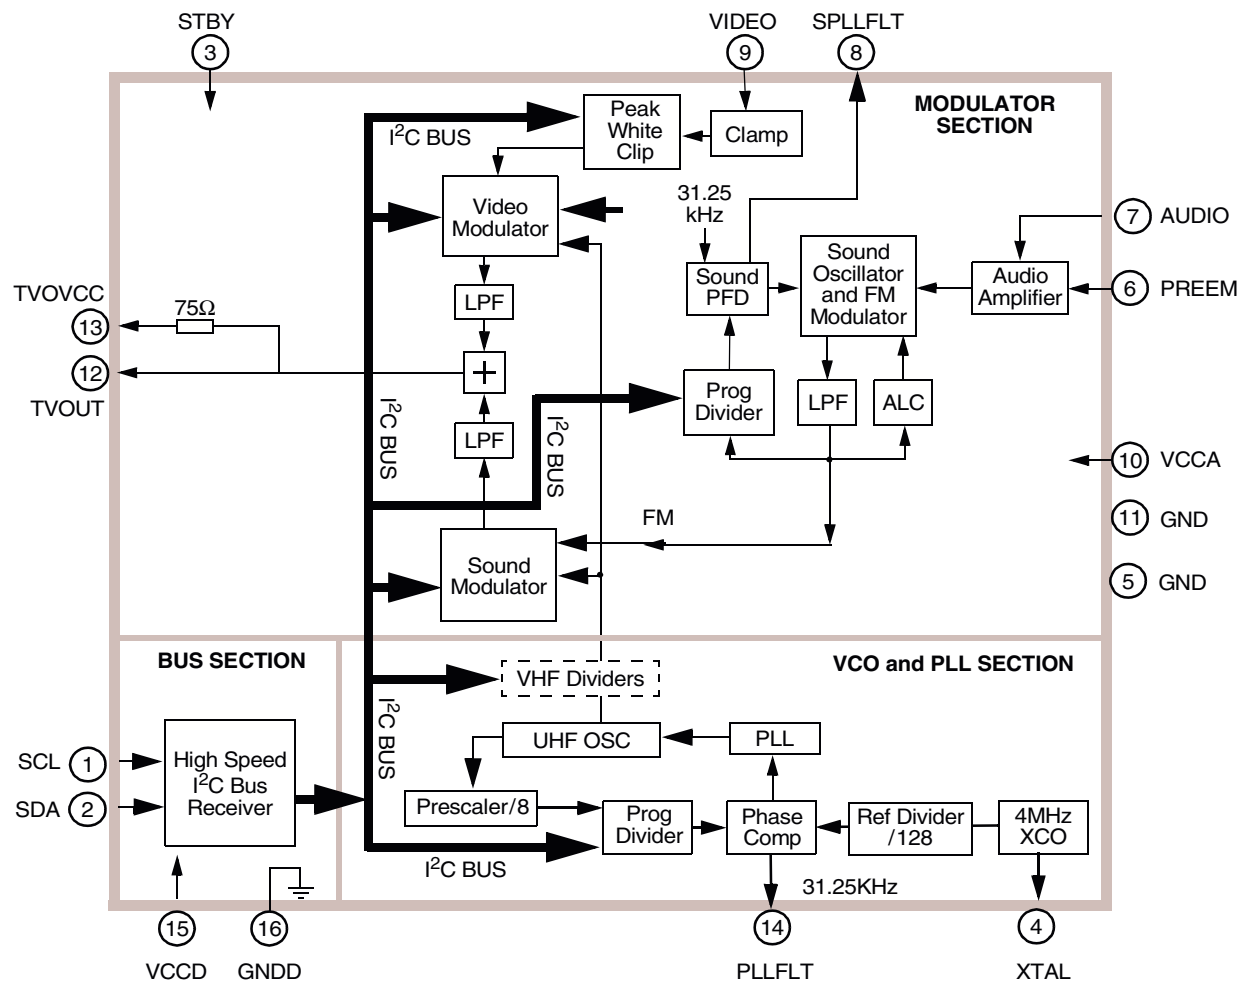 STBY
3
VIDEO
9
SPLLFLT
8
MODULATOR
SECTION
I²C BUS
Peak
White
Clip
Clamp
Video
Modulator
31.25
kHz
7
AUDIO
Sound
PFD
Sound
Oscillator
and FM
Modulator
Audio
Amplifier
6
PREEM
TVOVCC
13
75Ω
LPF
12
TVOUT
+
I²C BUS
LPF
I²C BUS
Prog
Divider
LPF
ALC
10
VCCA
11
GND
FM
Sound
Modulator
5
GND
BUS SECTION
VCO and PLL SECTION
VHF Dividers
I²C BUS
UHF OSC
PLL
SCL
1
SDA
2
High Speed
I²C Bus
Receiver
Prescaler/8
Prog
Divider
Phase
Comp
Ref Divider
/128
4MHz
XCO
I²C BUS
31.25KHz
15
VCCD
16
GNDD
14
PLLFLT
4
XTAL